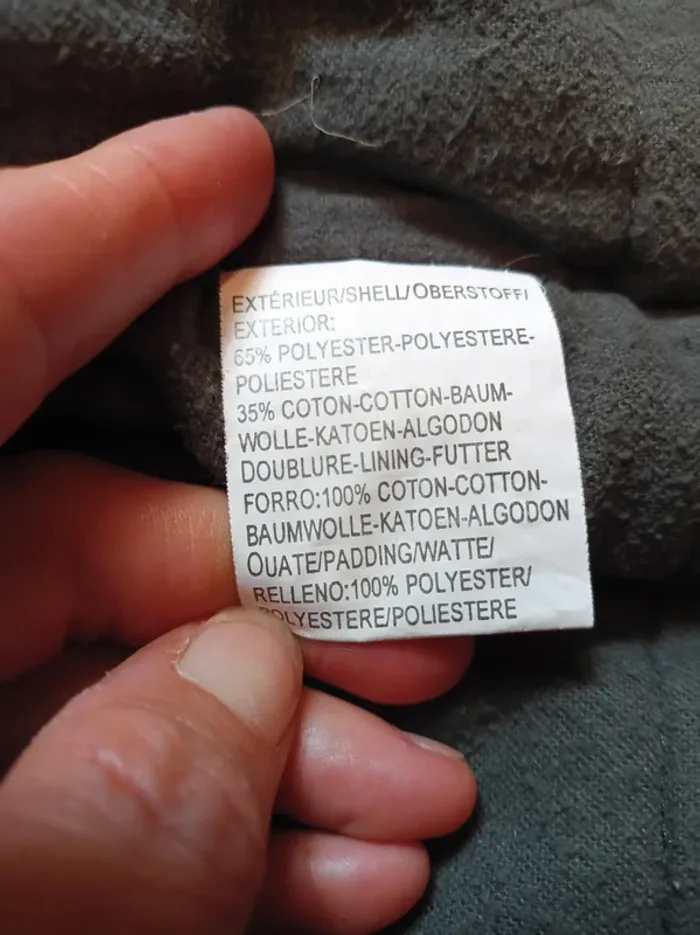 EXTÉRIEUR/SHELL/OBERSTOFF/
EXTERIOR:
65% POLYESTER-POLYESTERE-
POLIESTERE
35% COTON-COTTON-BAUM-
WOLLE-KATOEN-ALGODON
DOUBLURE-LINING-FUTTER
FORRO:100% COTON-COTTON-
BAUMWOLLE-KATOEN-ALGODON
OUATE/PADDING/WATTE/
RELLENO:100% POLYESTER/
POLYESTERE/POLIESTERE